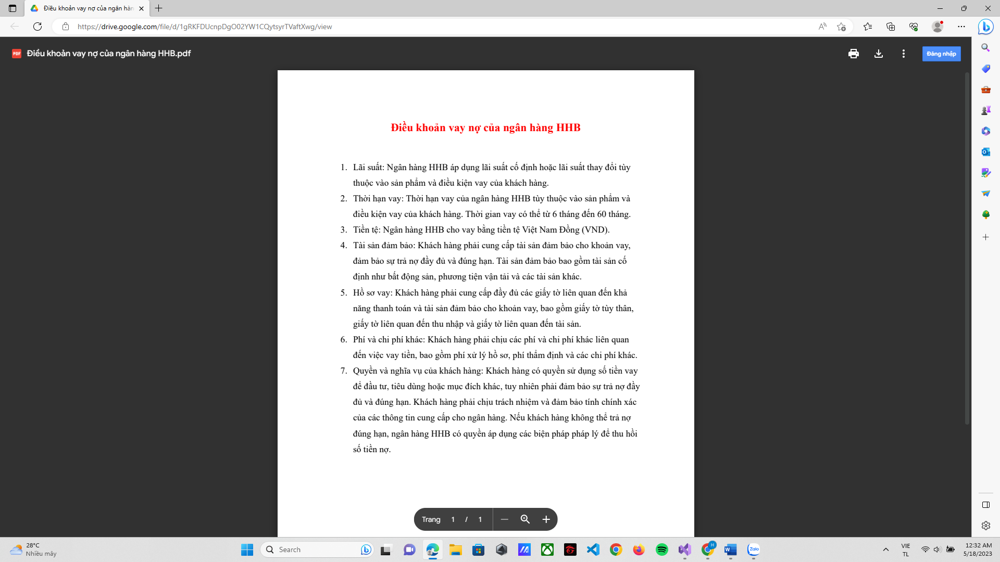 Điều khoản vay nợ của ngân hàn
https://drive.google.com/file/d/1gRKFDUcnpDgO02YW1CQytsyrTVaftXwg/view
PDF Điều khoản vay nợ của ngân hàng HHB.pdf
Đăng nhập
Điều khoản vay nợ của ngân hàng HHB
1. Lãi suất: Ngân hàng HHB áp dụng lãi suất cố định hoặc lãi suất thay đổi tùy
thuộc vào sản phẩm và điều kiện vay của khách hàng.
2. Thời hạn vay: Thời hạn vay của ngân hàng HHB tùy thuộc vào sản phẩm và
điều kiện vay của khách hàng. Thời gian vay có thể từ 6 tháng đến 60 tháng.
3. Tiền tệ: Ngân hàng HHB cho vay bằng tiền tệ Việt Nam Đồng (VND).
4. Tài sản đảm bảo: Khách hàng phải cung cấp tài sản đảm bảo cho khoản vay,
đảm bảo sự trả nợ đầy đủ và đúng hạn. Tài sản đảm bảo bao gồm tài sản cố
định như bất động sản, phương tiện vận tải và các tài sản khác.
5. Hồ sơ vay: Khách hàng phải cung cấp đầy đủ các giấy tờ liên quan đến khả
năng thanh toán và tài sản đảm bảo cho khoản vay, bao gồm giấy tờ tùy thân,
giấy tờ liên quan đến thu nhập và giấy tờ liên quan đến tài sản.
6. Phí và chi phí khác: Khách hàng phải chịu các phí và chi phí khác liên quan
đến việc vay tiền, bao gồm phí xử lý hồ sơ, phí thẩm định và các chi phí khác.
7. Quyền và nghĩa vụ của khách hàng: Khách hàng có quyền sử dụng số tiền vay
để đầu tư, tiêu dùng hoặc mục đích khác, tuy nhiên phải đảm bảo sự trả nợ đầy
đủ và đúng hạn. Khách hàng phải chịu trách nhiệm và đảm bảo tính chính xác
của các thông tin cung cấp cho ngân hàng. Nếu khách hàng không thể trả nợ
đúng hạn, ngân hàng HHB có quyền áp dụng các biện pháp pháp lý để thu hồi
số tiền nợ.
Trang 1 / 1
28°C
Nhiều mây
Search
H
Zalo
VIE
TL
12:32 AM
5/18/2023